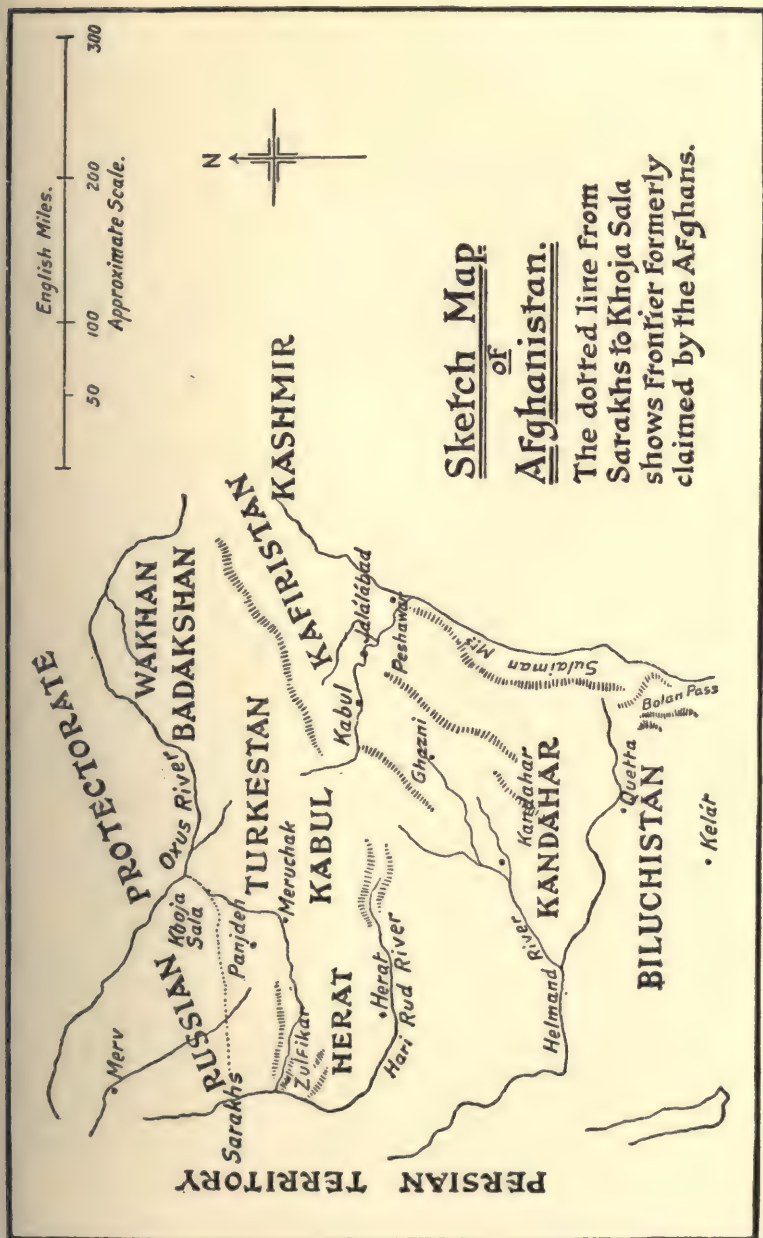 English Miles.
50 100 200 300
Approximate Scale.
N
Sketch Map
of
Afghanistan.
The dotted line from
Sarakhs to Khoja Sala
shows Frontier Formerly
claimed by the Afghans.
RUSSIAN PROTECTORATE
Merv
Oxus River
Khoja
Sala
WAKHAN
BADAKSHAN
Sarakhs
Panjdeh
TURKESTAN
Meruchak
KAFIRISTAN
KASHMIR
Zulfikar
HERAT
KABUL
Kabul
Jalálábad
Peshawar
Herat
Hari Rud River
Ghazni
Sulaiman Mts
PERSIAN TERRITORY
Helmand River
Kandahar
KANDAHAR
Bolan Pass
Quetta
BILUCHISTAN
Kelár